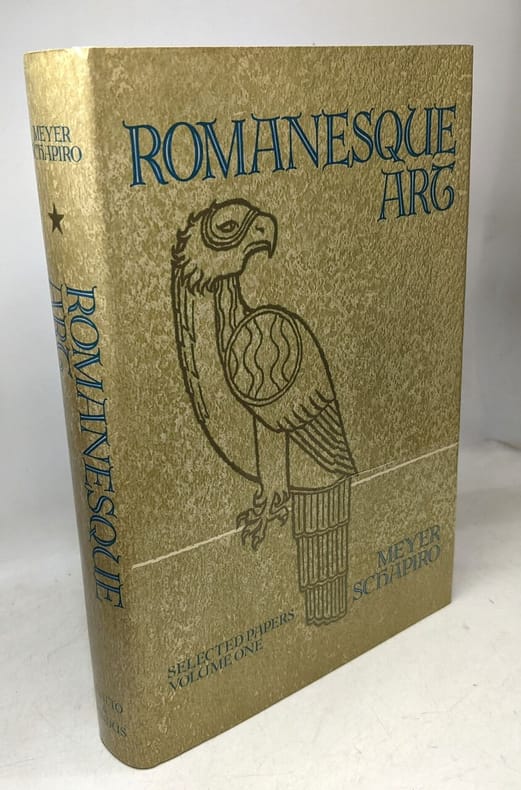 ROMANESQUE
ART
MEYER
SCHAPIRO
SELECTED PAPERS
VOLUME ONE
MEYER
SCHAPIRO
ROMANESQUE
ART